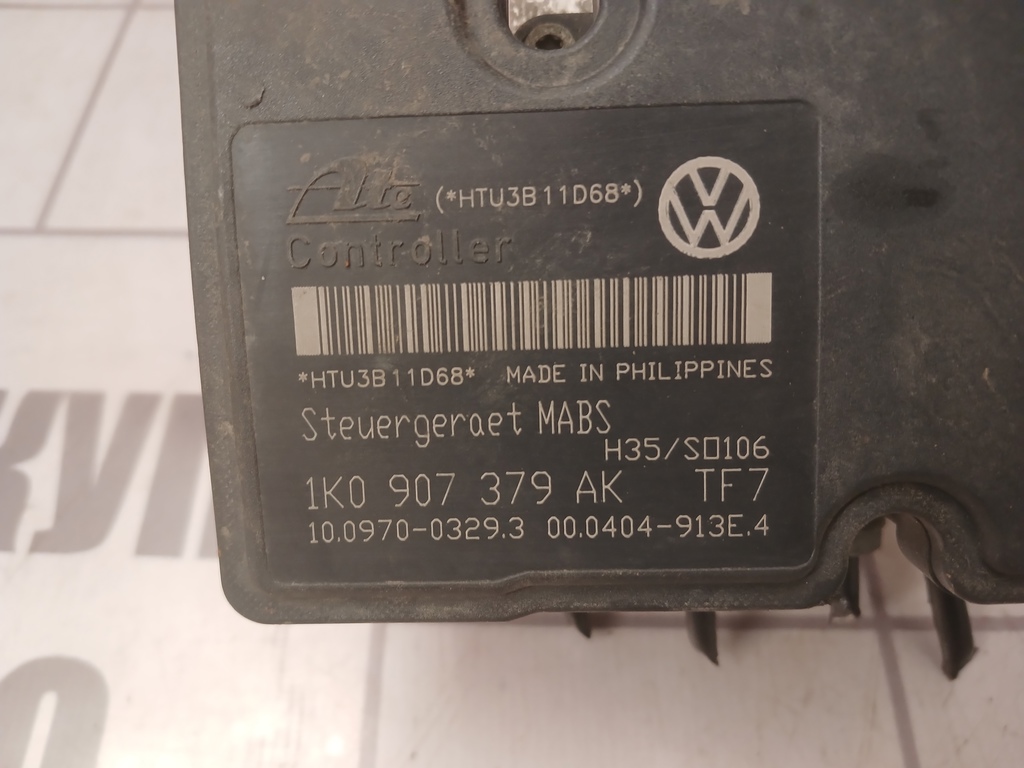 Ate (*HTU3B11D68*)
Controller
*HTU3B11D68* MADE IN PHILIPPINES
Steuergeraet MABS
H35/S0106
1K0 907 379 AK TF7
10.0970-0329.3 00.0404-913E.4
КУП
О